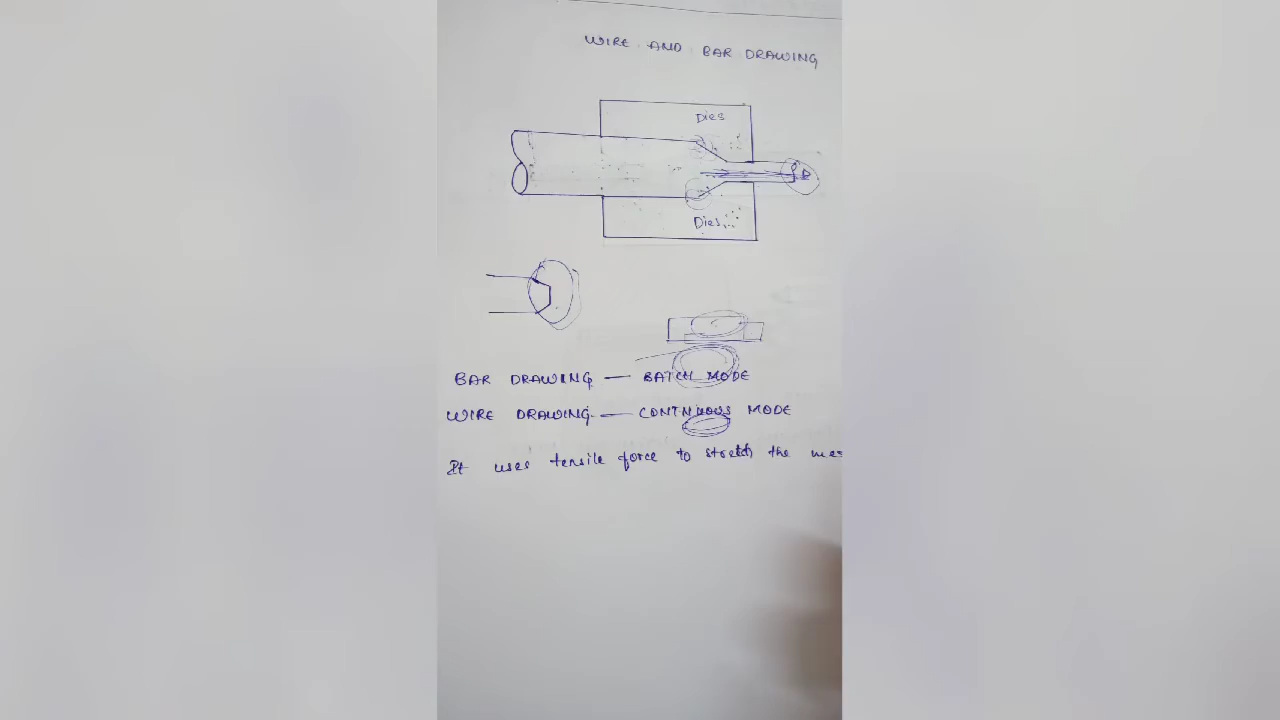 WIRE AND BAR DRAWING
Dies
Dies
BAR DRAWING — BATCH MODE
WIRE DRAWING — CONTNUOUS MODE
It uses tensile force to stretch the